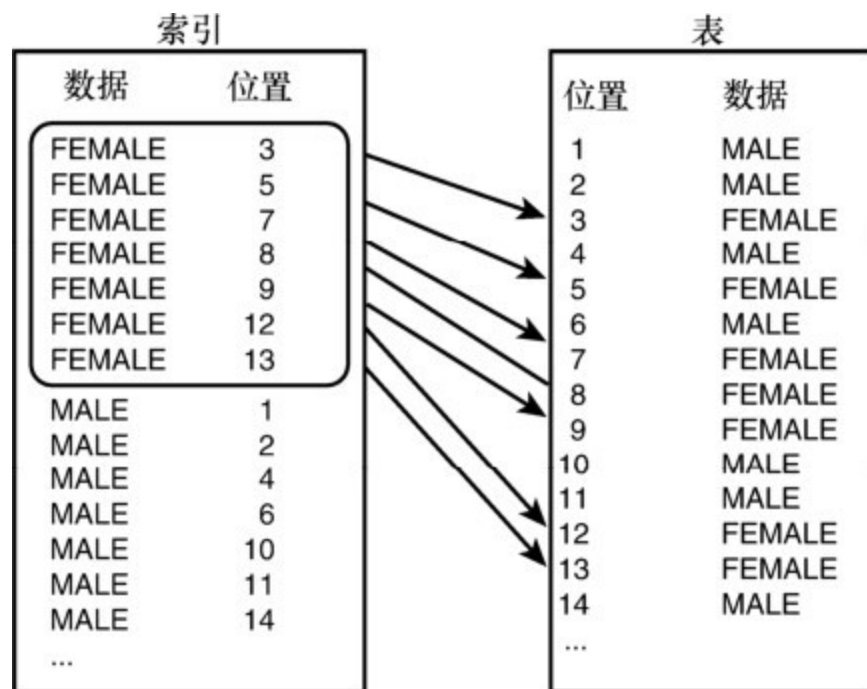 索引
数据 位置
FEMALE 3
FEMALE 5
FEMALE 7
FEMALE 8
FEMALE 9
FEMALE 12
FEMALE 13
MALE 1
MALE 2
MALE 4
MALE 6
MALE 10
MALE 11
MALE 14
...
表
位置 数据
1 MALE
2 MALE
3 FEMALE
4 MALE
5 FEMALE
6 MALE
7 FEMALE
8 FEMALE
9 FEMALE
10 MALE
11 MALE
12 FEMALE
13 FEMALE
14 MALE
...